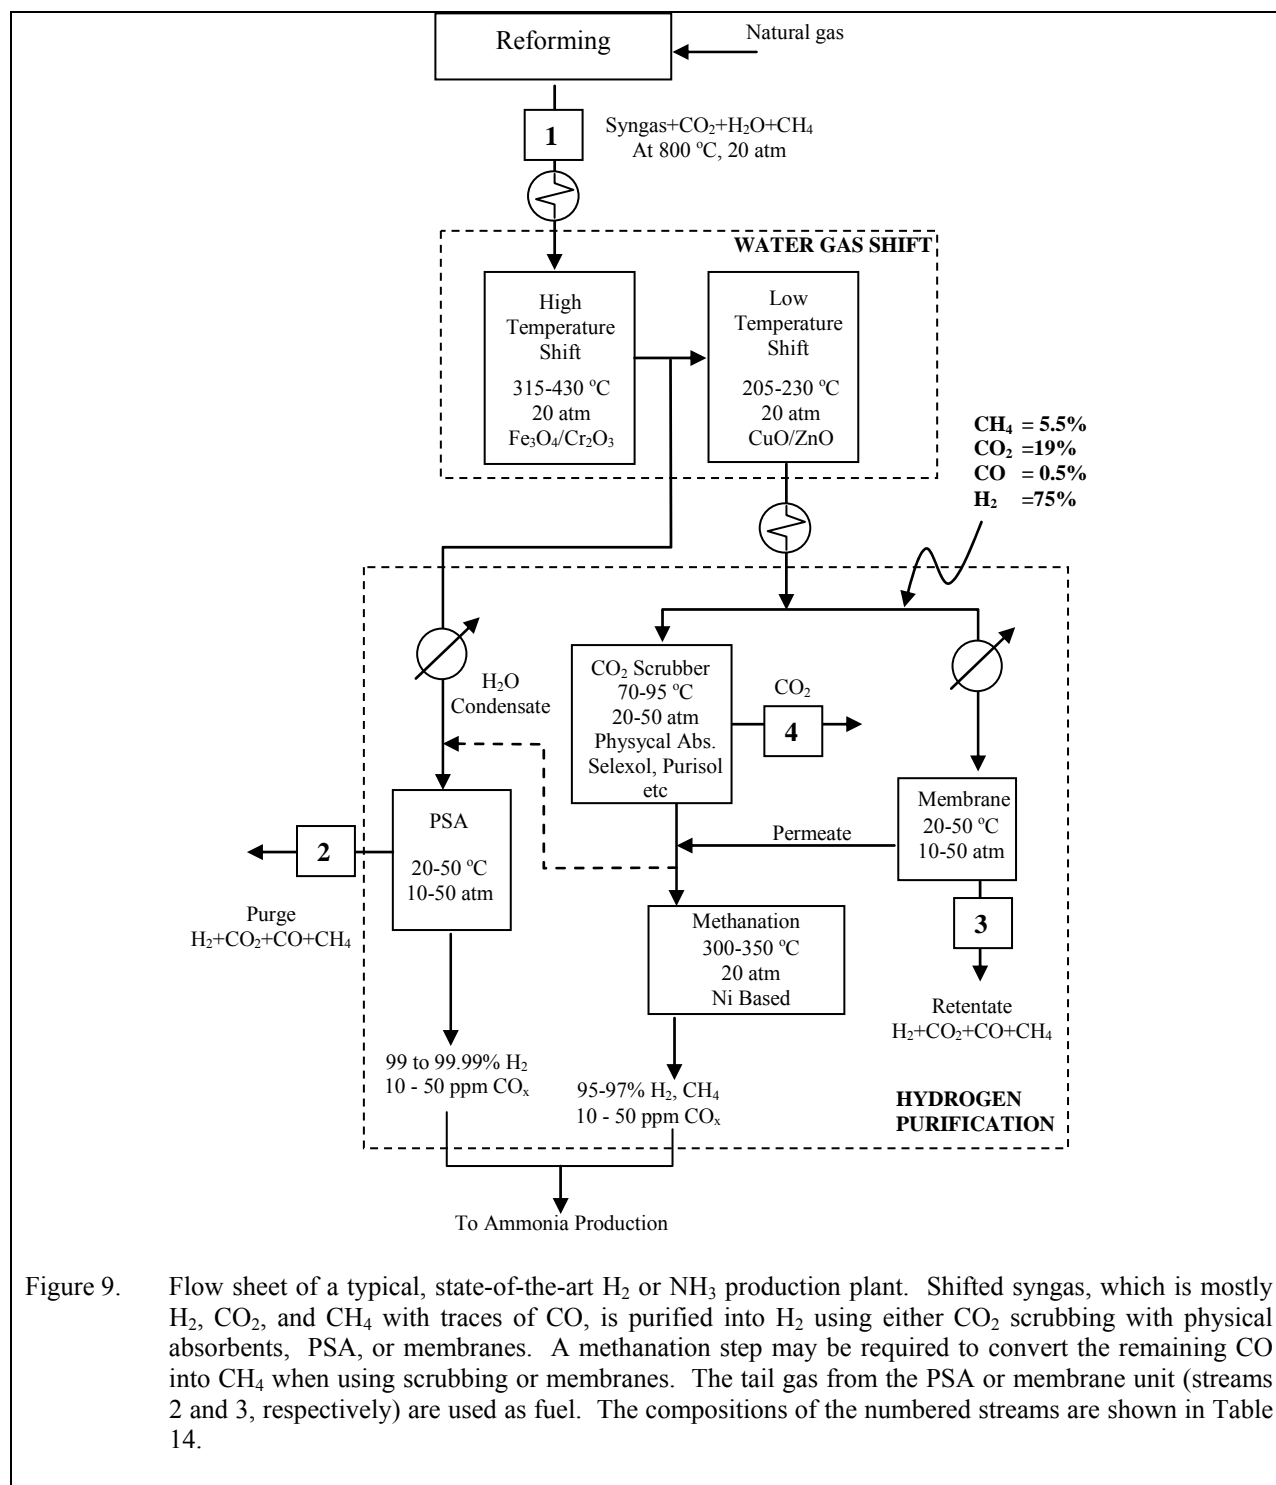 Reforming
Natural gas
1
Syngas+CO₂+H₂O+CH₄
At 800 ºC, 20 atm
WATER GAS SHIFT
High
Temperature
Shift
315-430 ºC
20 atm
Fe₃O₄/Cr₂O₃
Low
Temperature
Shift
205-230 ºC
20 atm
CuO/ZnO
CH₄ = 5.5%
CO₂ =19%
CO = 0.5%
H₂ =75%
H₂O
Condensate
CO₂ Scrubber
70-95 ºC
20-50 atm
Physycal Abs.
Selexol, Purisol
etc
CO₂
4
Membrane
20-50 ºC
10-50 atm
Permeate
PSA
20-50 ºC
10-50 atm
2
Purge
H₂+CO₂+CO+CH₄
Methanation
300-350 ºC
20 atm
Ni Based
3
Retentate
H₂+CO₂+CO+CH₄
99 to 99.99% H₂
10 - 50 ppm COₓ
95-97% H₂, CH₄
10 - 50 ppm COₓ
HYDROGEN
PURIFICATION
To Ammonia Production
Figure 9. Flow sheet of a typical, state-of-the-art H₂ or NH₃ production plant. Shifted syngas, which is mostly
H₂, CO₂, and CH₄ with traces of CO, is purified into H₂ using either CO₂ scrubbing with physical
absorbents, PSA, or membranes. A methanation step may be required to convert the remaining CO
into CH₄ when using scrubbing or membranes. The tail gas from the PSA or membrane unit (streams
2 and 3, respectively) are used as fuel. The compositions of the numbered streams are shown in Table
14.